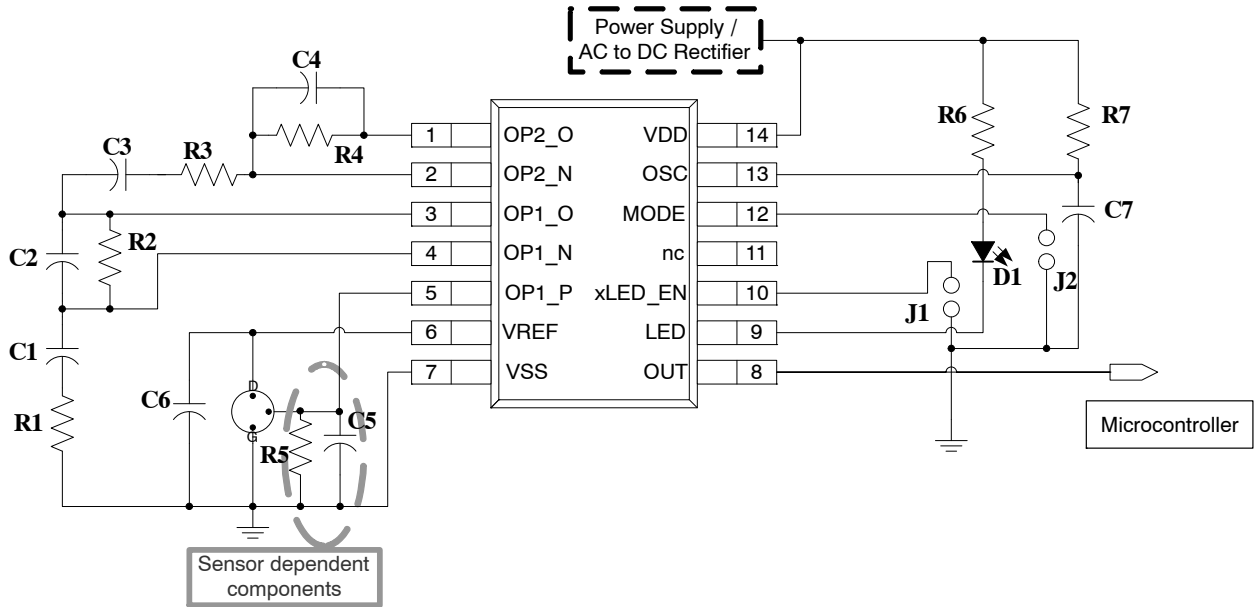 Power Supply /
AC to DC Rectifier
C4
R4
C3
R3
C2
R2
C1
R1
C6
D
G
R5
C5
Sensor dependent
components
1 OP2_O
2 OP2_N
3 OP1_O
4 OP1_N
5 OP1_P
6 VREF
7 VSS
VDD 14
OSC 13
MODE 12
nc 11
xLED_EN 10
LED 9
OUT 8
R6
R7
C7
D1
J2
J1
Microcontroller